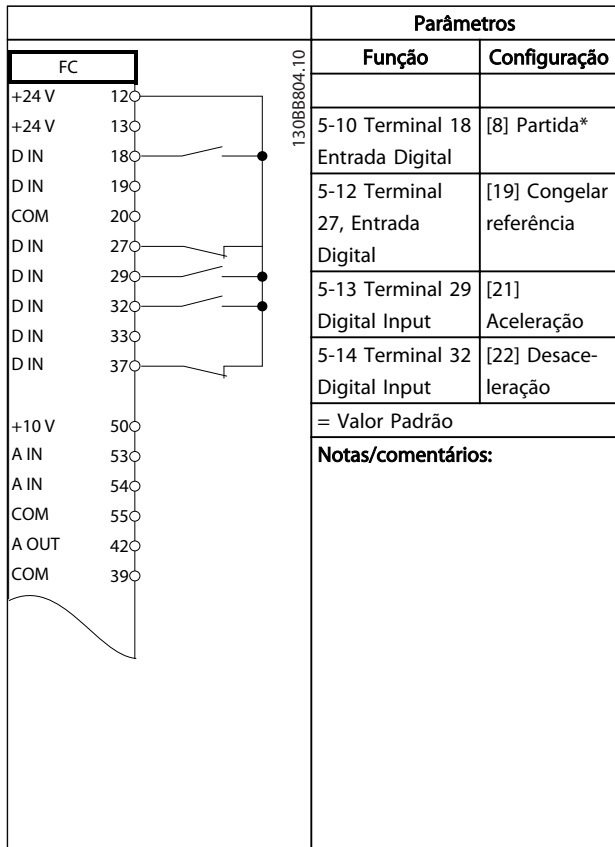 FC
+24 V 12
+24 V 13
D IN 18
D IN 19
COM 20
D IN 27
D IN 29
D IN 32
D IN 33
D IN 37
+10 V 50
A IN 53
A IN 54
COM 55
A OUT 42
COM 39
130BB804.10
Parâmetros
Função Configuração
5-10 Terminal 18 [8] Partida*
Entrada Digital
5-12 Terminal [19] Congelar
27, Entrada referência
Digital
5-13 Terminal 29 [21]
Digital Input Aceleração
5-14 Terminal 32 [22] Desace-
Digital Input leração
= Valor Padrão
Notas/comentários: